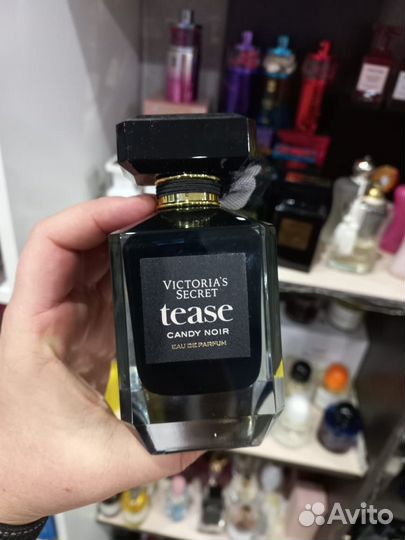 VICTORIA'S
SECRET
tease
CANDY NOIR
EAU DE PARFUM
Avito